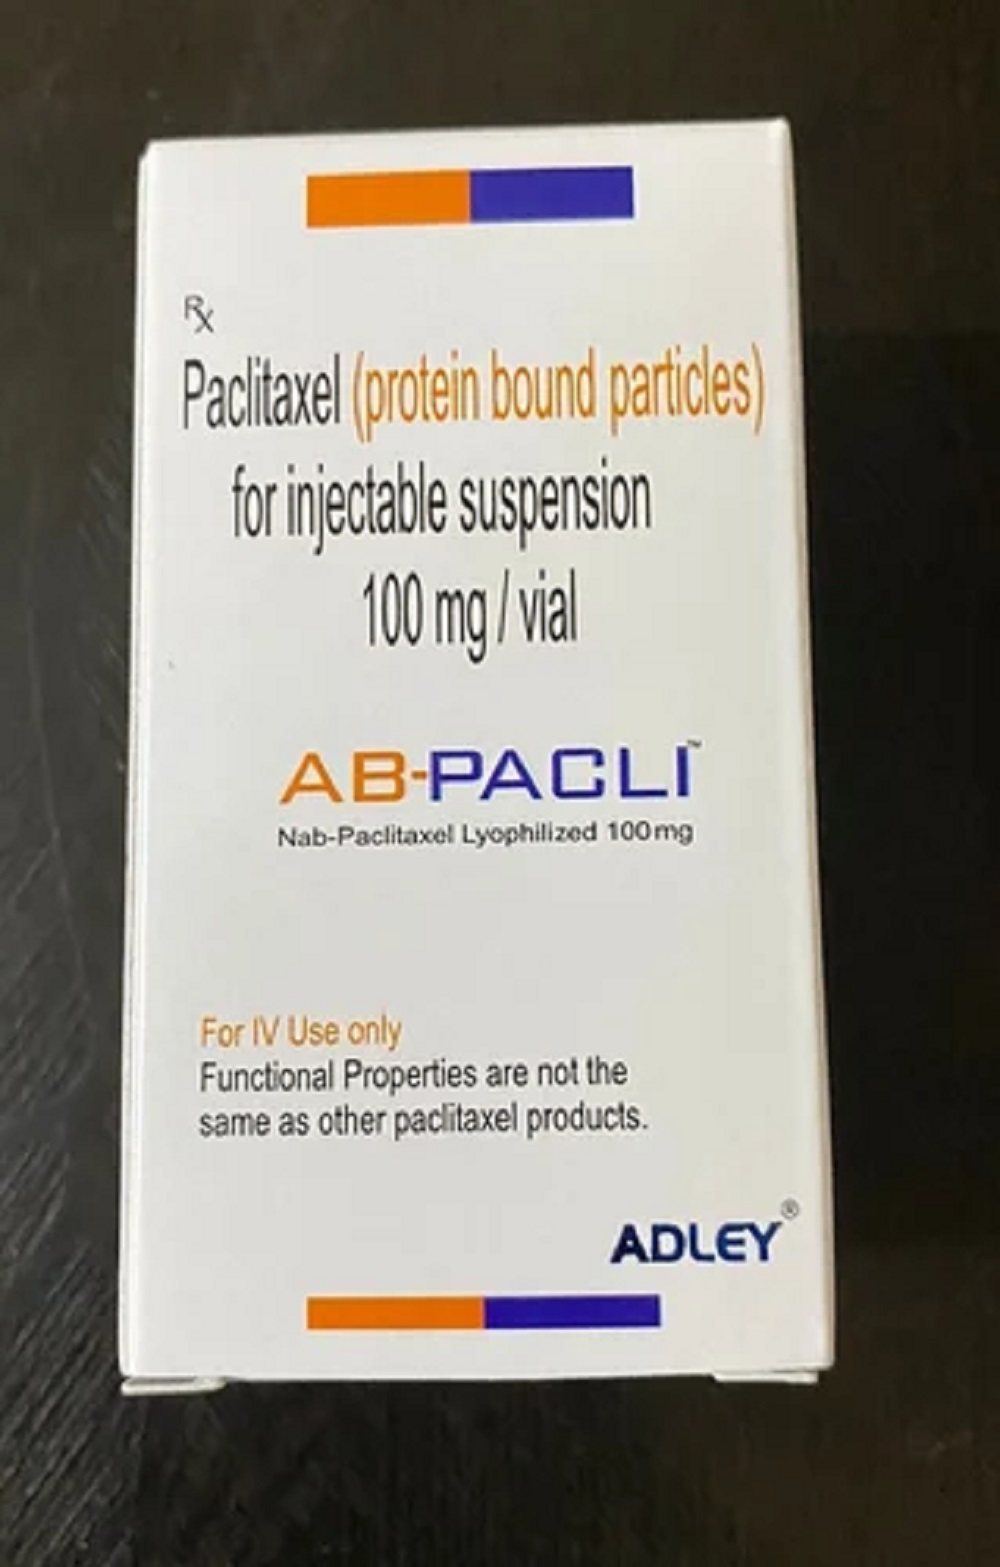 Rx
Paclitaxel (protein bound particles)
for injectable suspension
100 mg / vial
AB-PACLI™
Nab-Paclitaxel Lyophilized 100mg
For IV Use only
Functional Properties are not the
same as other paclitaxel products.
ADLEY®